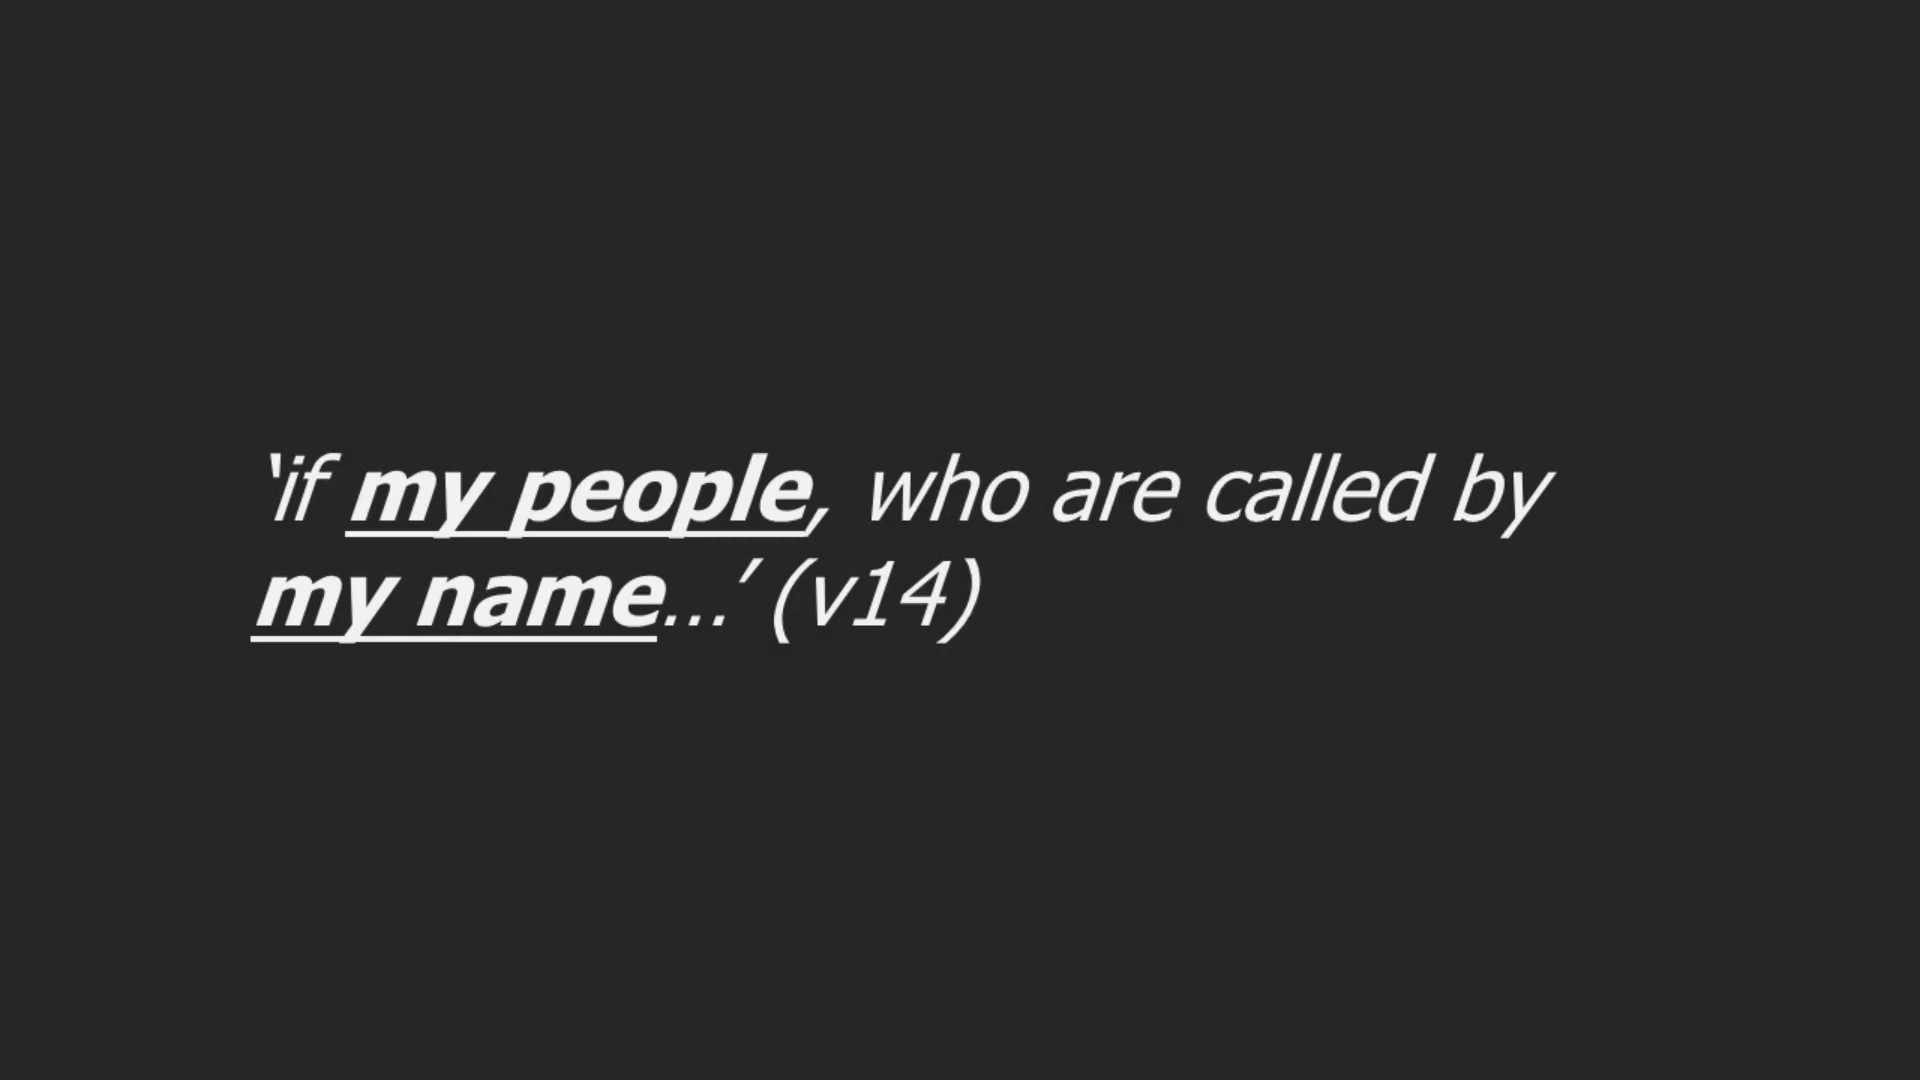 ‘if my people, who are called by
my name…’ (v14)